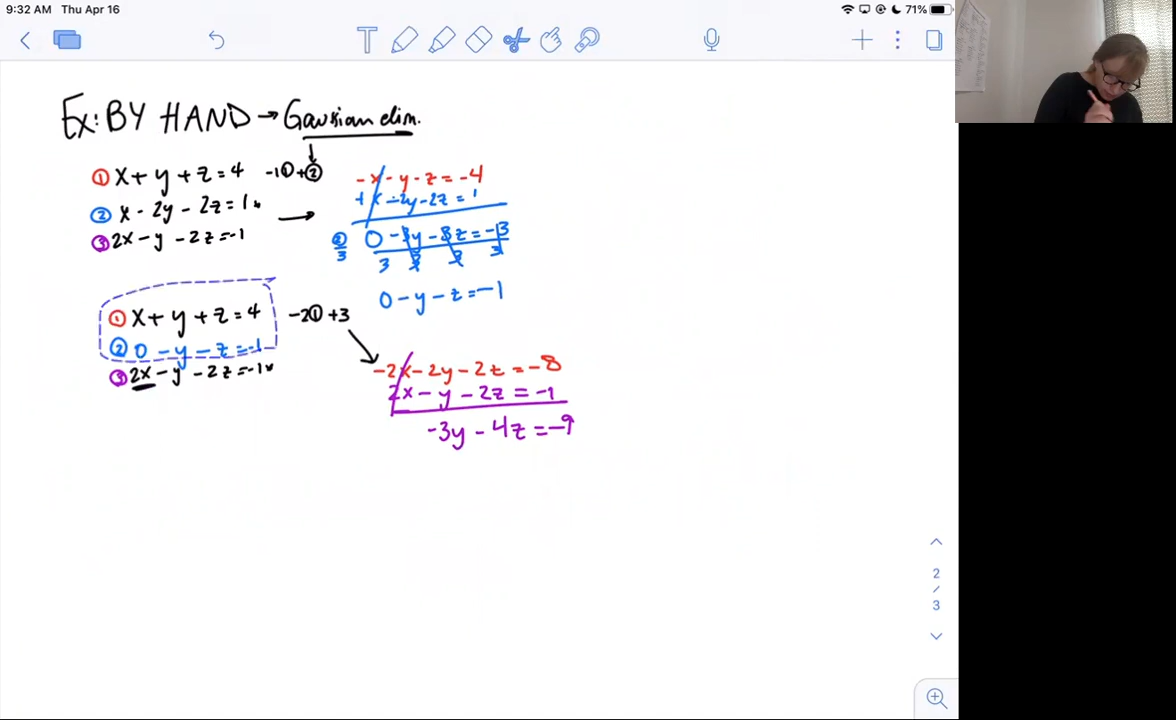 9:32 AM Thu Apr 16
71%
Ex: BY HAND → Gaussian elim.
① x + y + z = 4 -1① + ②
② x - 2y - 2z = 1 →
③ 2x - y - 2z = -1
-x - y - z = -4
+ x - 2y - 2z = 1
②/3 0 - 3y - 3z = -3
3 3 3 3
0 - y - z = -1
① x + y + z = 4 -2① + 3
② 0 - y - z = -1
③ 2x - y - 2z = -1
-2x - 2y - 2z = -8
2x - y - 2z = -1
-3y - 4z = -9
2
/
3